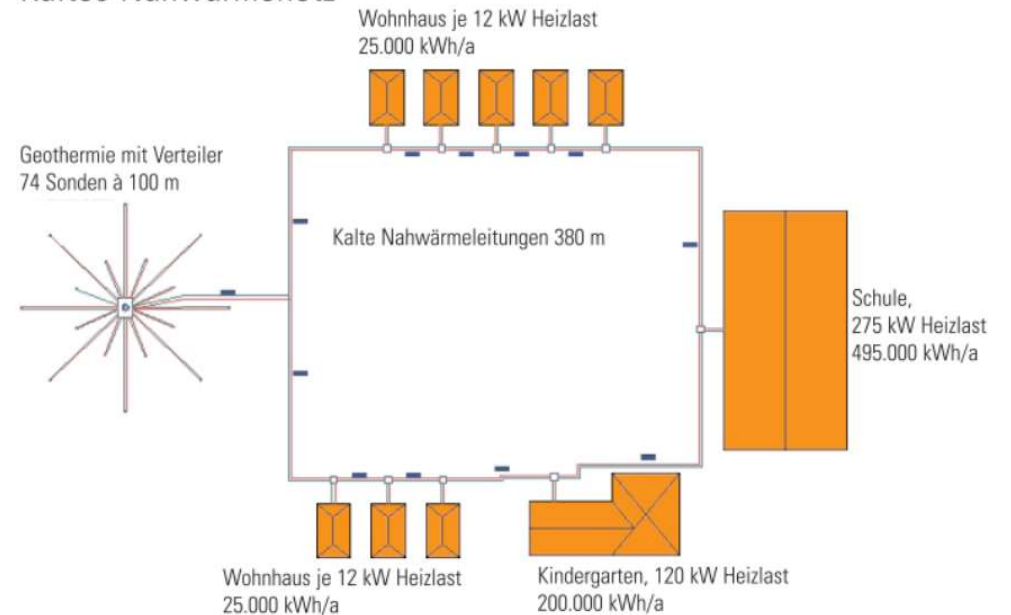 Kaltes Nahwärmenetz
Wohnhaus je 12 kW Heizlast
25.000 kWh/a
Geothermie mit Verteiler
74 Sonden à 100 m
Kalte Nahwärmeleitungen 380 m
Schule,
275 kW Heizlast
495.000 kWh/a
Wohnhaus je 12 kW Heizlast
25.000 kWh/a
Kindergarten, 120 kW Heizlast
200.000 kWh/a